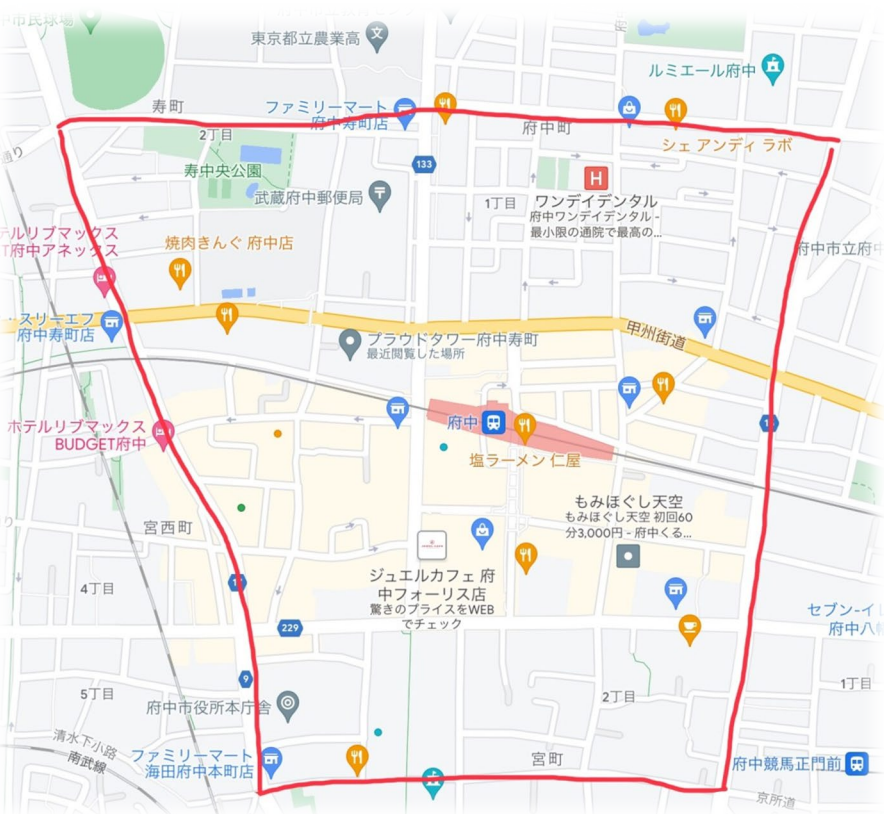 市民球場
東京都立農業高
ルミエール府中
寿町
ファミリーマート
府中寿町店
府中町
2丁目
シェ アンディ ラボ
通り
寿中央公園
133
武蔵府中郵便局
1丁目
H
ワンデイデンタル
府中ワンデイデンタル -
最小限の通院で最高の...
テルリブマックス
T府中アネックス
焼肉きんぐ 府中店
府中市立府中
スリーエフ
府中寿町店
プラウドタワー府中寿町
最近閲覧した場所
甲州街道
ホテルリブマックス
BUDGET府中
府中
塩ラーメン 仁屋
もみほぐし天空
もみほぐし天空 初回60
分3,000円 - 府中くる...
宮西町
ジュエルカフェ 府
中フォーリス店
驚きのプライスをWEB
でチェック
4丁目
229
セブン-イレ
府中八幡
9
5丁目
府中市役所本庁舎
2丁目
1丁目
清水下小路
南武線
ファミリーマート
海田府中本町店
宮町
府中競馬正門前
京所道